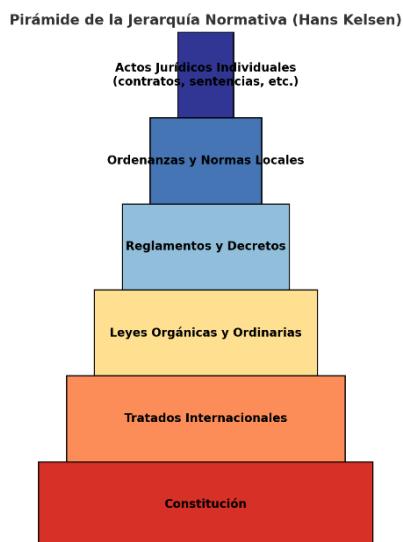 Pirámide de la Jerarquía Normativa (Hans Kelsen)
Actos Jurídicos Individuales
(contratos, sentencias, etc.)
Ordenanzas y Normas Locales
Reglamentos y Decretos
Leyes Orgánicas y Ordinarias
Tratados Internacionales
Constitución